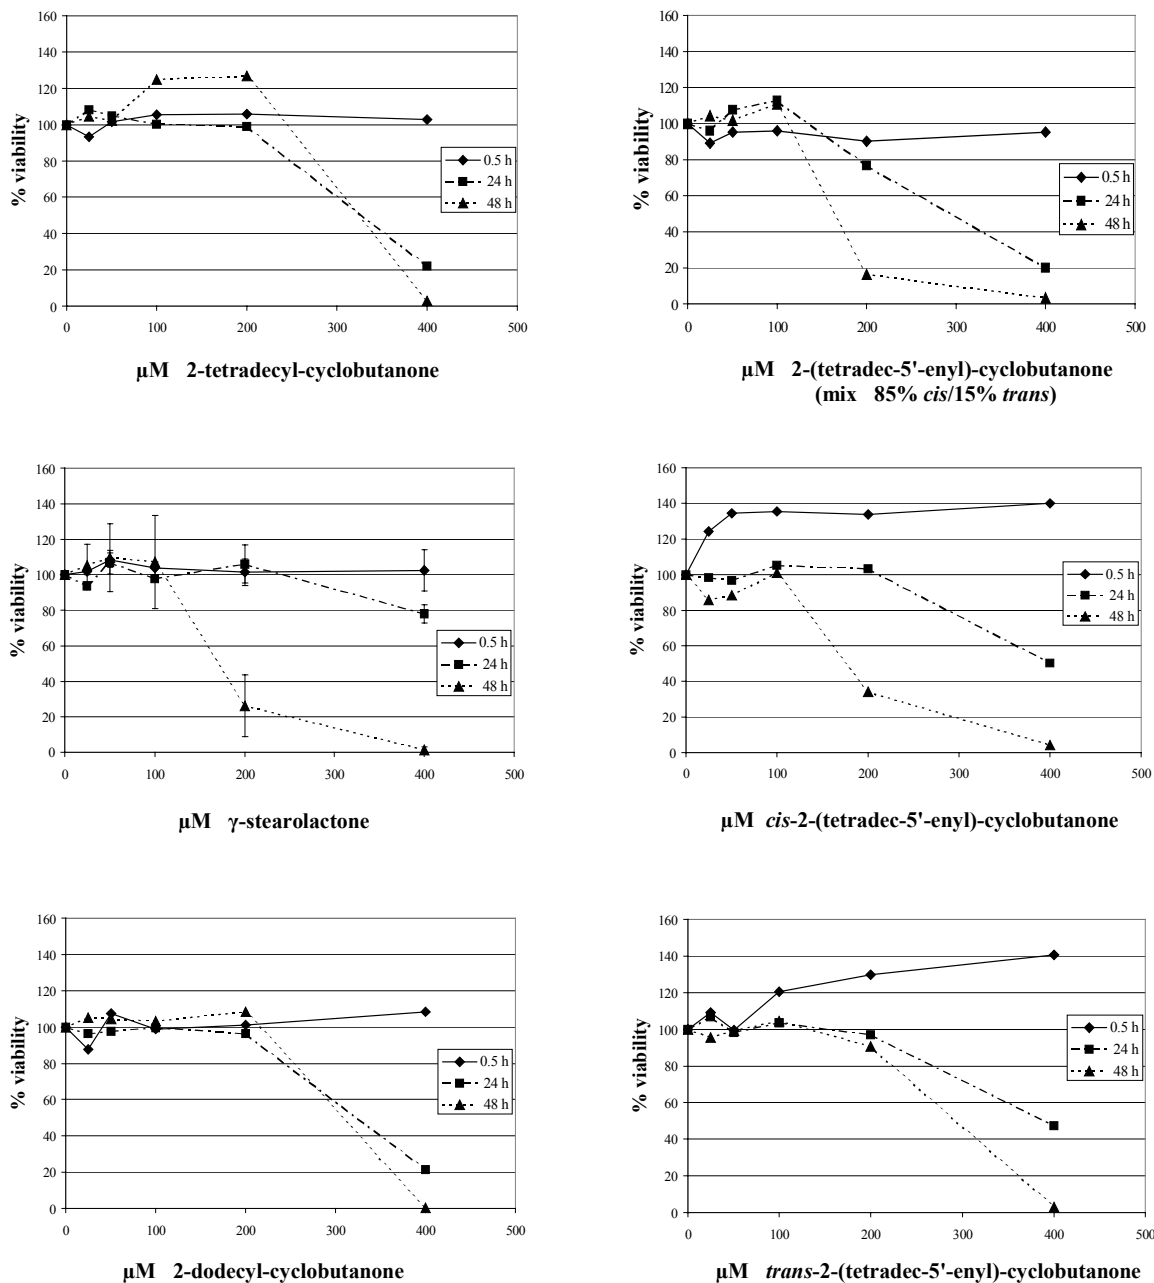 160
140
120
100
80
60
40
20
0
% viability
0 100 200 300 400 500
0.5 h
24 h
48 h
µM 2-tetradecyl-cyclobutanone
160
140
120
100
80
60
40
20
0
% viability
0 100 200 300 400 500
0.5 h
24 h
48 h
µM 2-(tetradec-5'-enyl)-cyclobutanone
(mix 85% cis/15% trans)
160
140
120
100
80
60
40
20
0
% viability
0 100 200 300 400 500
0.5 h
24 h
48 h
µM γ-stearolactone
160
140
120
100
80
60
40
20
0
% viability
0 100 200 300 400 500
0.5 h
24 h
48 h
µM cis-2-(tetradec-5'-enyl)-cyclobutanone
160
140
120
100
80
60
40
20
0
% viability
0 100 200 300 400 500
0.5 h
24 h
48 h
µM 2-dodecyl-cyclobutanone
160
140
120
100
80
60
40
20
0
% viability
0 100 200 300 400 500
0.5 h
24 h
48 h
µM trans-2-(tetradec-5'-enyl)-cyclobutanone